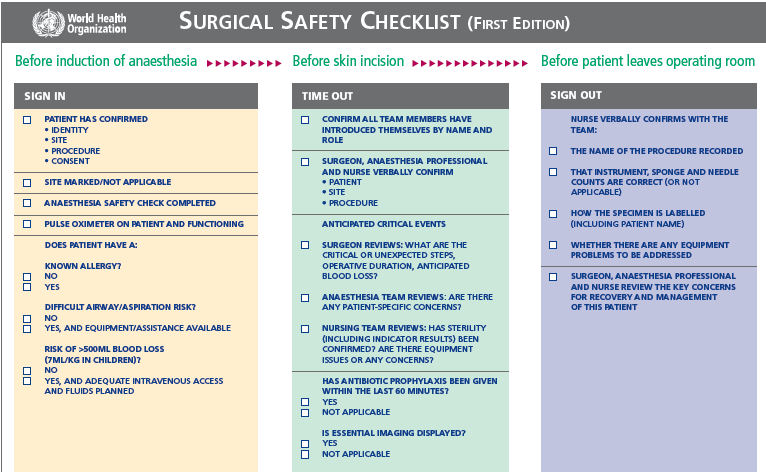 World Health
Organization
SURGICAL SAFETY CHECKLIST (FIRST EDITION)
Before induction of anaesthesia
Before skin incision
Before patient leaves operating room
SIGN IN
PATIENT HAS CONFIRMED
• IDENTITY
• SITE
• PROCEDURE
• CONSENT
SITE MARKED/NOT APPLICABLE
ANAESTHESIA SAFETY CHECK COMPLETED
PULSE OXIMETER ON PATIENT AND FUNCTIONING
DOES PATIENT HAVE A:
KNOWN ALLERGY?
NO
YES
DIFFICULT AIRWAY/ASPIRATION RISK?
NO
YES, AND EQUIPMENT/ASSISTANCE AVAILABLE
RISK OF >500ML BLOOD LOSS
(7ML/KG IN CHILDREN)?
NO
YES, AND ADEQUATE INTRAVENOUS ACCESS
AND FLUIDS PLANNED
TIME OUT
CONFIRM ALL TEAM MEMBERS HAVE
INTRODUCED THEMSELVES BY NAME AND
ROLE
SURGEON, ANAESTHESIA PROFESSIONAL
AND NURSE VERBALLY CONFIRM
• PATIENT
• SITE
• PROCEDURE
ANTICIPATED CRITICAL EVENTS
SURGEON REVIEWS: WHAT ARE THE
CRITICAL OR UNEXPECTED STEPS,
OPERATIVE DURATION, ANTICIPATED
BLOOD LOSS?
ANAESTHESIA TEAM REVIEWS: ARE THERE
ANY PATIENT-SPECIFIC CONCERNS?
NURSING TEAM REVIEWS: HAS STERILITY
(INCLUDING INDICATOR RESULTS) BEEN
CONFIRMED? ARE THERE EQUIPMENT
ISSUES OR ANY CONCERNS?
HAS ANTIBIOTIC PROPHYLAXIS BEEN GIVEN
WITHIN THE LAST 60 MINUTES?
YES
NOT APPLICABLE
IS ESSENTIAL IMAGING DISPLAYED?
YES
NOT APPLICABLE
SIGN OUT
NURSE VERBALLY CONFIRMS WITH THE
TEAM:
THE NAME OF THE PROCEDURE RECORDED
THAT INSTRUMENT, SPONGE AND NEEDLE
COUNTS ARE CORRECT (OR NOT
APPLICABLE)
HOW THE SPECIMEN IS LABELLED
(INCLUDING PATIENT NAME)
WHETHER THERE ARE ANY EQUIPMENT
PROBLEMS TO BE ADDRESSED
SURGEON, ANAESTHESIA PROFESSIONAL
AND NURSE REVIEW THE KEY CONCERNS
FOR RECOVERY AND MANAGEMENT
OF THIS PATIENT